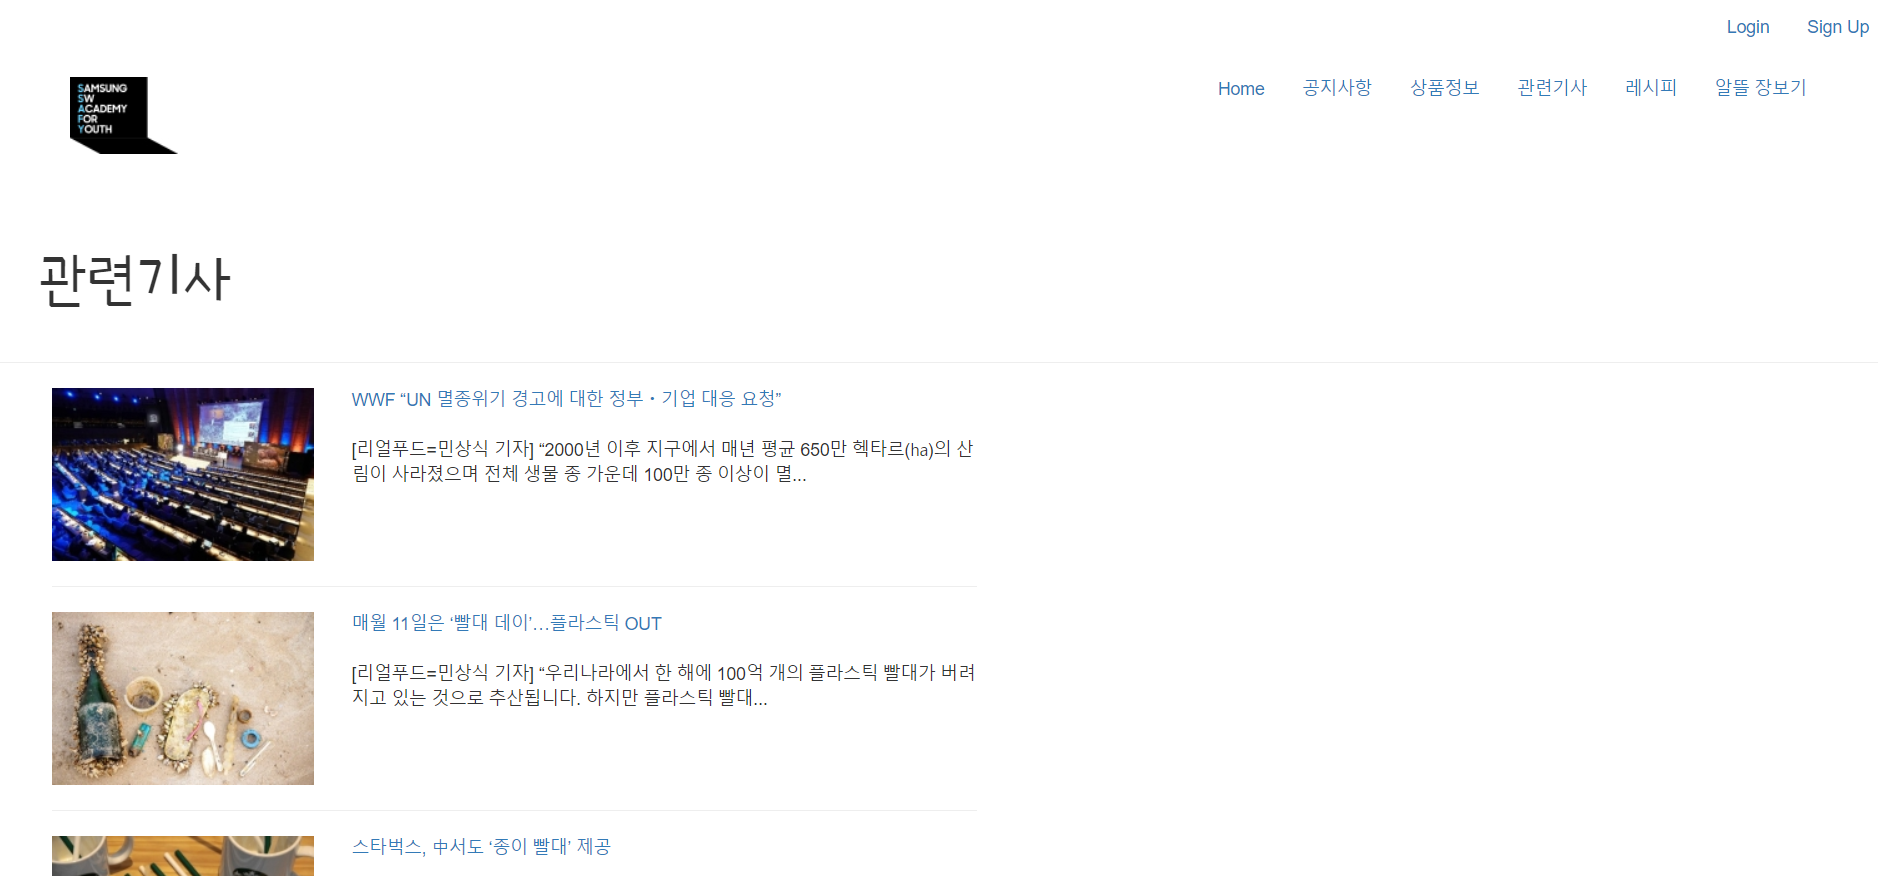 Login Sign Up
SAMSUNG
SW
ACADEMY
FOR
YOUTH
Home 공지사항 상품정보 관련기사 레시피 알뜰 장보기
관련기사
WWF “UN 멸종위기 경고에 대한 정부・기업 대응 요청”
[리얼푸드=민상식 기자] “2000년 이후 지구에서 매년 평균 650만 헥타르(㏊)의 산
림이 사라졌으며 전체 생물 종 가운데 100만 종 이상이 멸...
매월 11일은 ‘빨대 데이’…플라스틱 OUT
[리얼푸드=민상식 기자] “우리나라에서 한 해에 100억 개의 플라스틱 빨대가 버려
지고 있는 것으로 추산됩니다. 하지만 플라스틱 빨대...
스타벅스, 中서도 ‘종이 빨대’ 제공